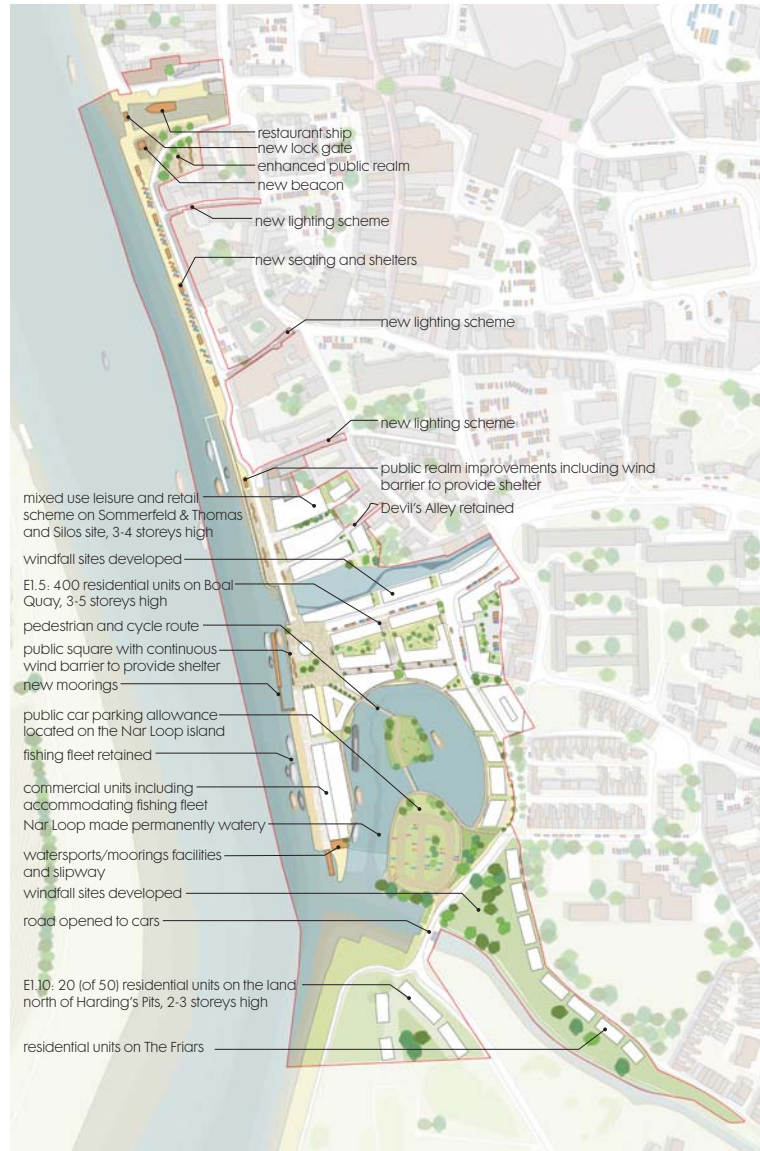 restaurant ship
new lock gate
enhanced public realm
new beacon
new lighting scheme
new seating and shelters
new lighting scheme
new lighting scheme
public realm improvements including wind
barrier to provide shelter
Devil's Alley retained
mixed use leisure and retail
scheme on Sommerfeld & Thomas
and Silos site, 3-4 storeys high
windfall sites developed
E1.5: 400 residential units on Boal
Quay, 3-5 storeys high
pedestrian and cycle route
public square with continuous
wind barrier to provide shelter
new moorings
public car parking allowance
located on the Nar Loop island
fishing fleet retained
commercial units including
accommodating fishing fleet
Nar Loop made permanently watery
watersports/moorings facilities
and slipway
windfall sites developed
road opened to cars
E1.10: 20 (of 50) residential units on the land
north of Harding's Pits, 2-3 storeys high
residential units on The Friars